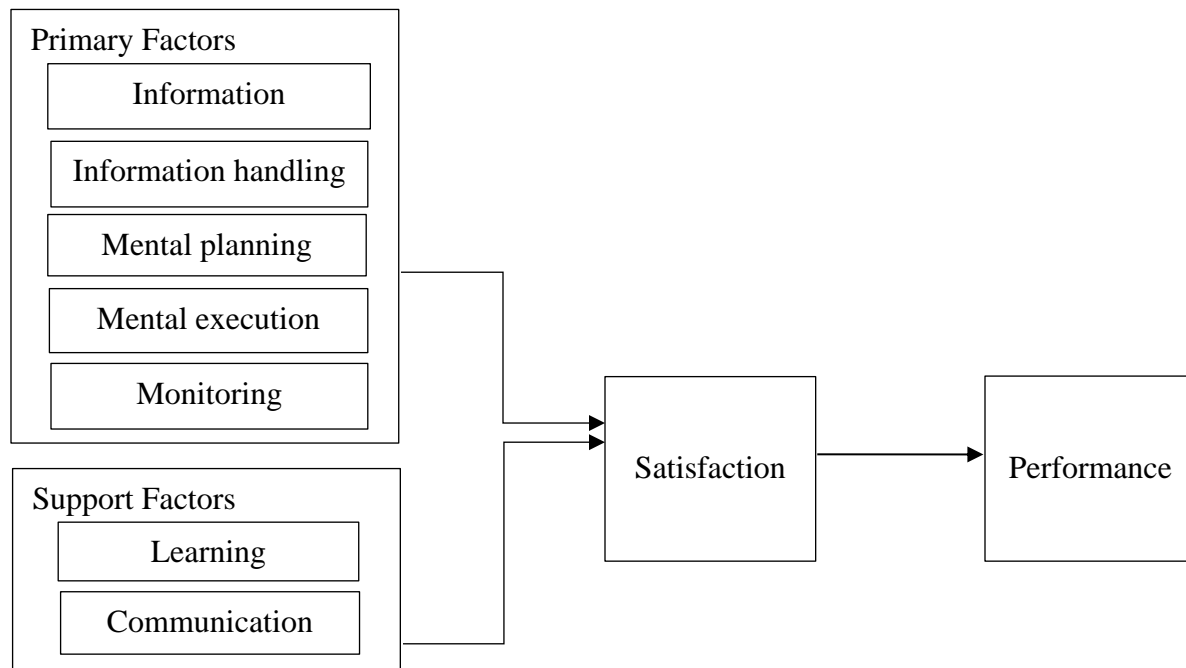 Primary Factors
Information
Information handling
Mental planning
Mental execution
Monitoring
Support Factors
Learning
Communication
Satisfaction
Performance